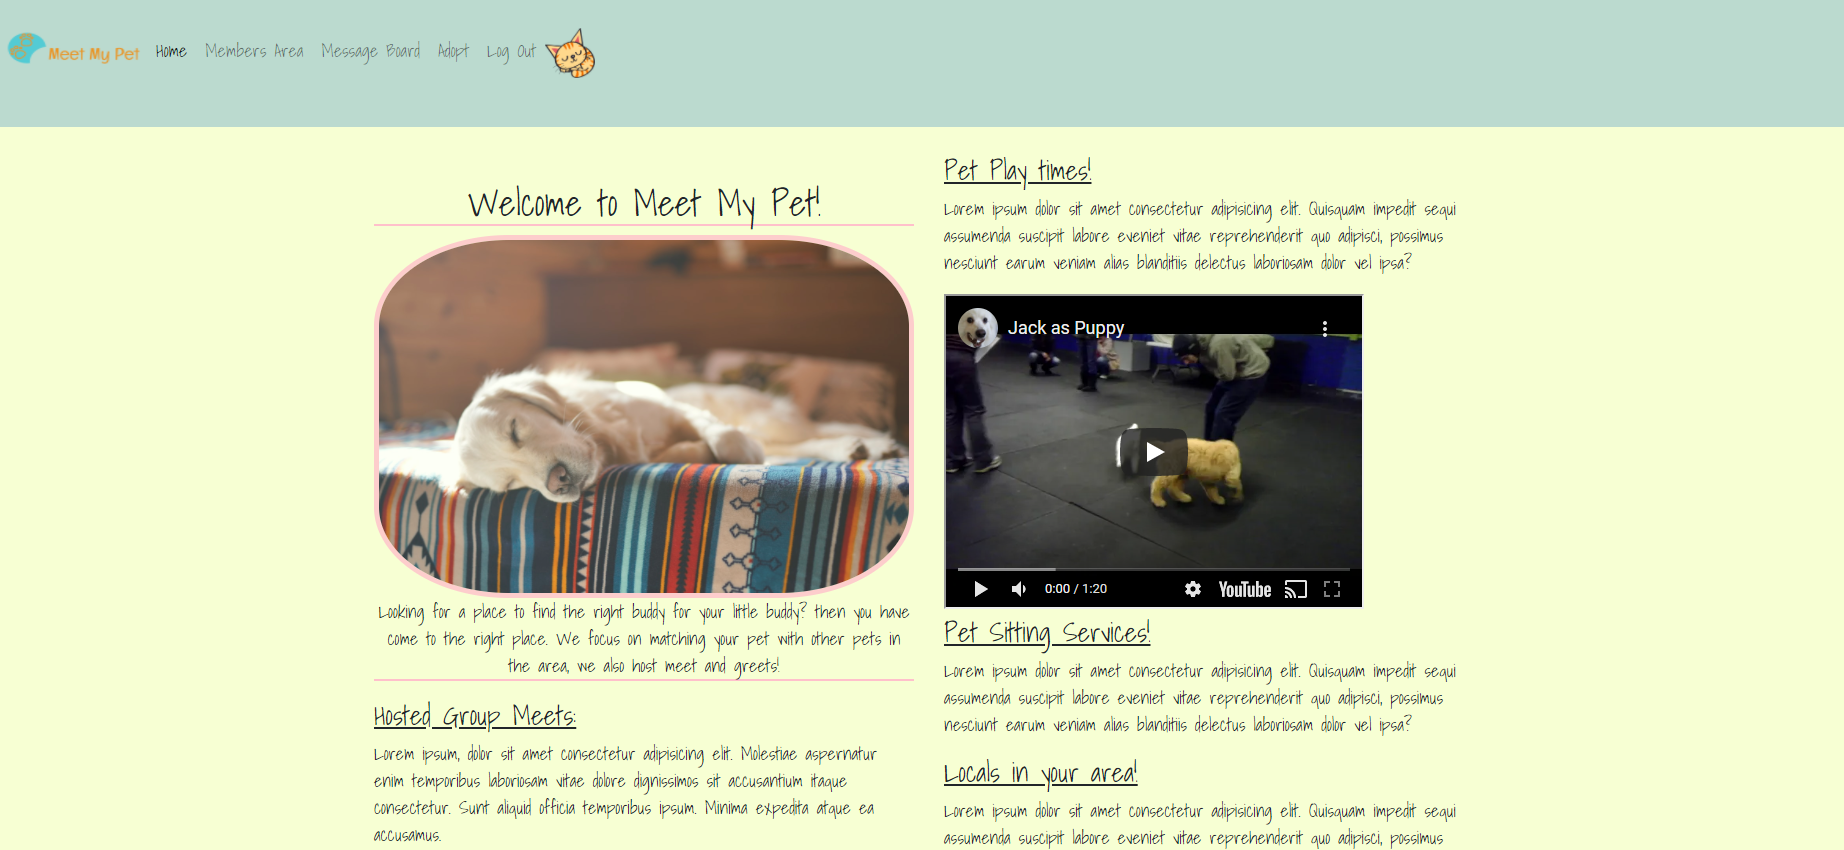 Meet My Pet Home Members Area Message Board Adopt Log Out
Welcome to Meet My Pet!
Looking for a place to find the right buddy for your little buddy? then you have
come to the right place. We focus on matching your pet with other pets in
the area, we also host meet and greets!
Hosted Group Meets:
Lorem ipsum, dolor sit amet consectetur adipisicing elit. Molestiae aspernatur
enim temporibus laboriosam vitae dolore dignissimos sit accusantium itaque
consectetur. Sunt aliquid officia temporibus ipsum. Minima expedita atque ea
accusamus.
Pet Play times!
Lorem ipsum dolor sit amet consectetur adipisicing elit. Quisquam impedit sequi
assumenda suscipit labore eveniet vitae reprehenderit quo adipisci, possimus
nesciunt earum veniam alias blanditiis delectus laboriosam dolor vel ipsa?
Jack as Puppy
0:00 / 1:20
YouTube
Pet Sitting Services!
Lorem ipsum dolor sit amet consectetur adipisicing elit. Quisquam impedit sequi
assumenda suscipit labore eveniet vitae reprehenderit quo adipisci, possimus
nesciunt earum veniam alias blanditiis delectus laboriosam dolor vel ipsa?
Locals in your area!
Lorem ipsum dolor sit amet consectetur adipisicing elit. Quisquam impedit sequi
assumenda suscipit labore eveniet vitae reprehenderit quo adipisci, possimus